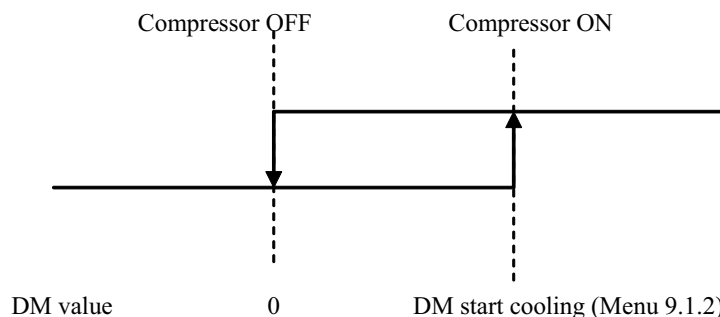 Compressor OFF Compressor ON
DM value 0 DM start cooling (Menu 9.1.2)